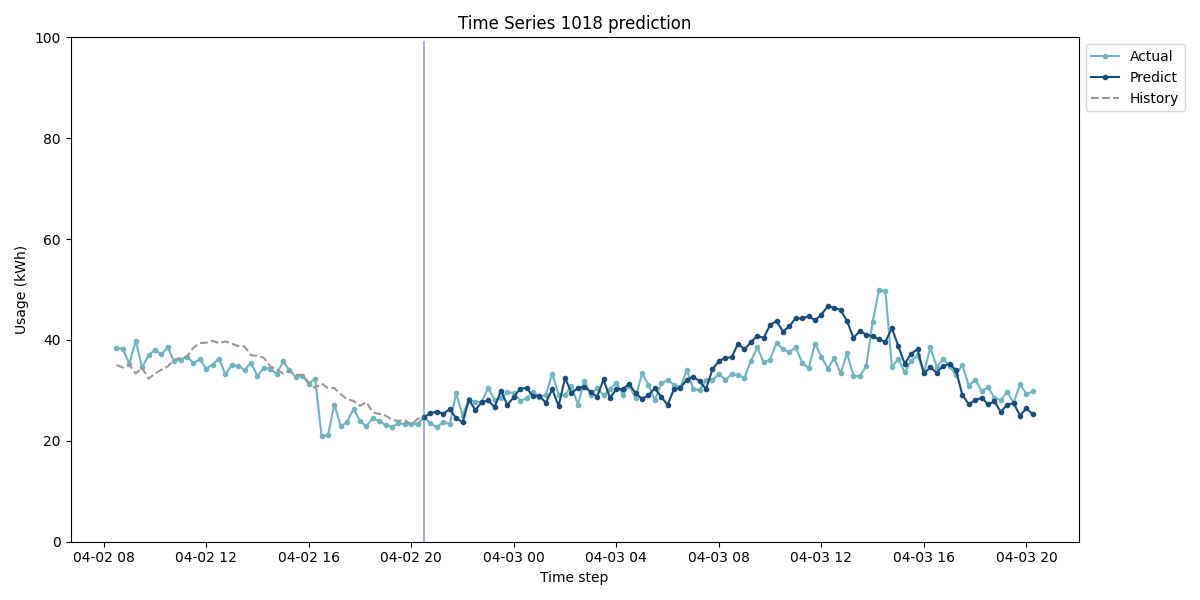 Time Series 1018 prediction
100
80
60
40
20
0
Usage (kWh)
04-02 08
04-02 12
04-02 16
04-02 20
04-03 00
04-03 04
04-03 08
04-03 12
04-03 16
04-03 20
Time step
Actual
Predict
History